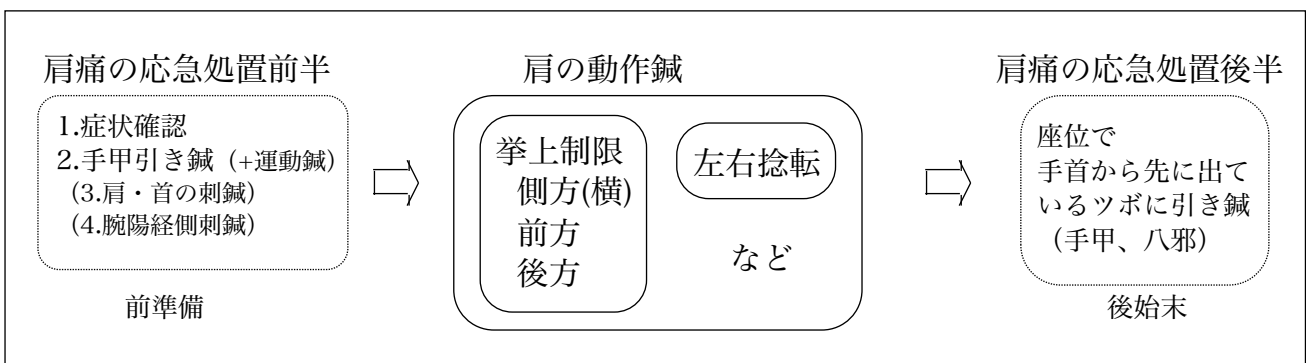 肩痛の応急処置前半
1.症状確認
2.手甲引き鍼（+運動鍼）
（3.肩・首の刺鍼）
（4.腕陽経側刺鍼）
前準備
肩の動作鍼
挙上制限
側方(横)
前方
後方
左右捻転
など
肩痛の応急処置後半
座位で
手首から先に出て
いるツボに引き鍼
（手甲、八邪）
後始末